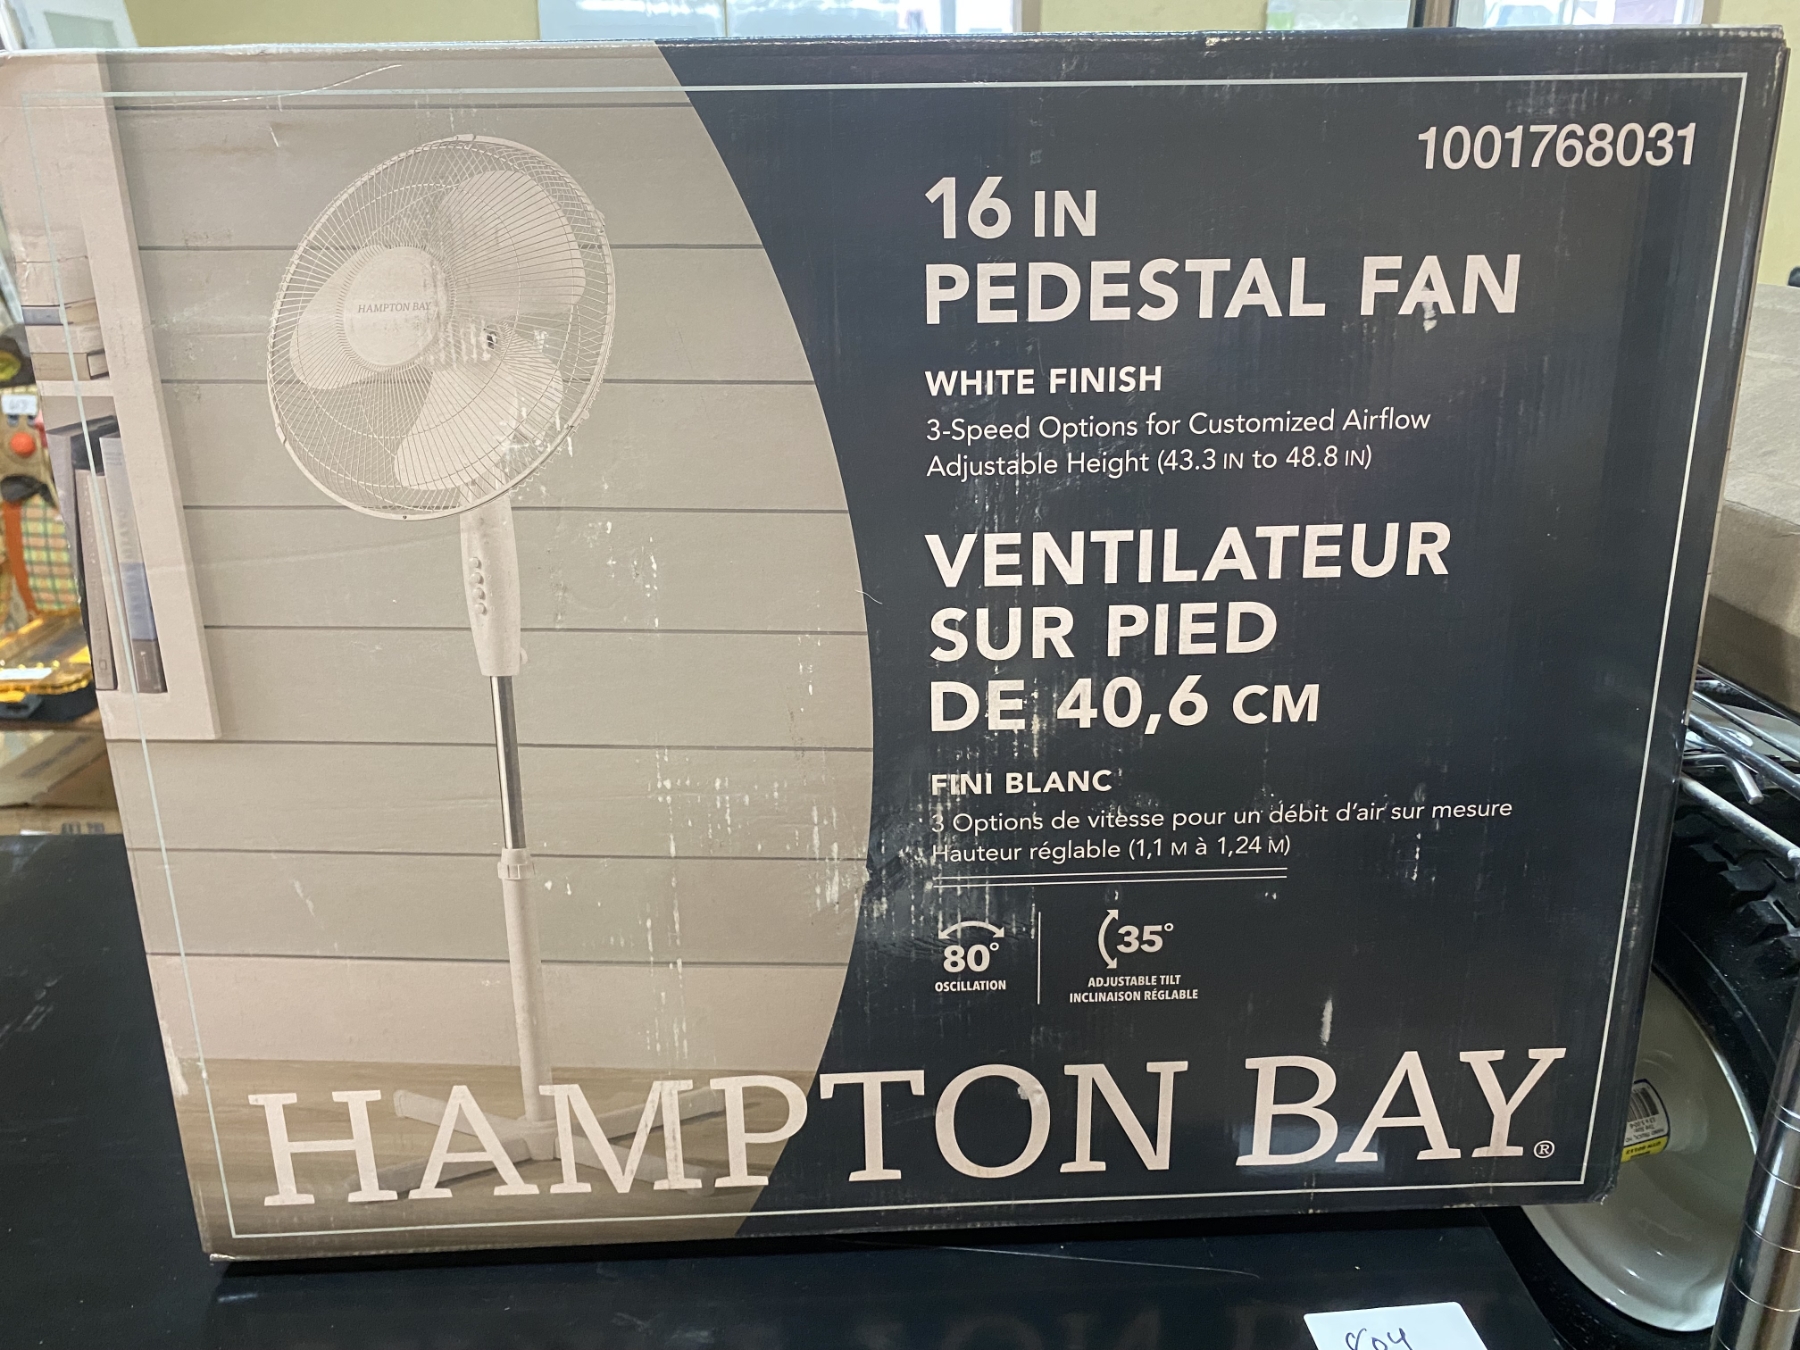 1001768031
16 IN
PEDESTAL FAN
WHITE FINISH
3-Speed Options for Customized Airflow
Adjustable Height (43.3 IN to 48.8 IN)
VENTILATEUR
SUR PIED
DE 40,6 CM
FINI BLANC
3 Options de vitesse pour un débit d'air sur mesure
Hauteur réglable (1,1 M à 1,24 M)
80°
OSCILLATION
35°
ADJUSTABLE TILT
INCLINAISON RÉGLABLE
HAMPTON BAY
HAMPTON BAY®